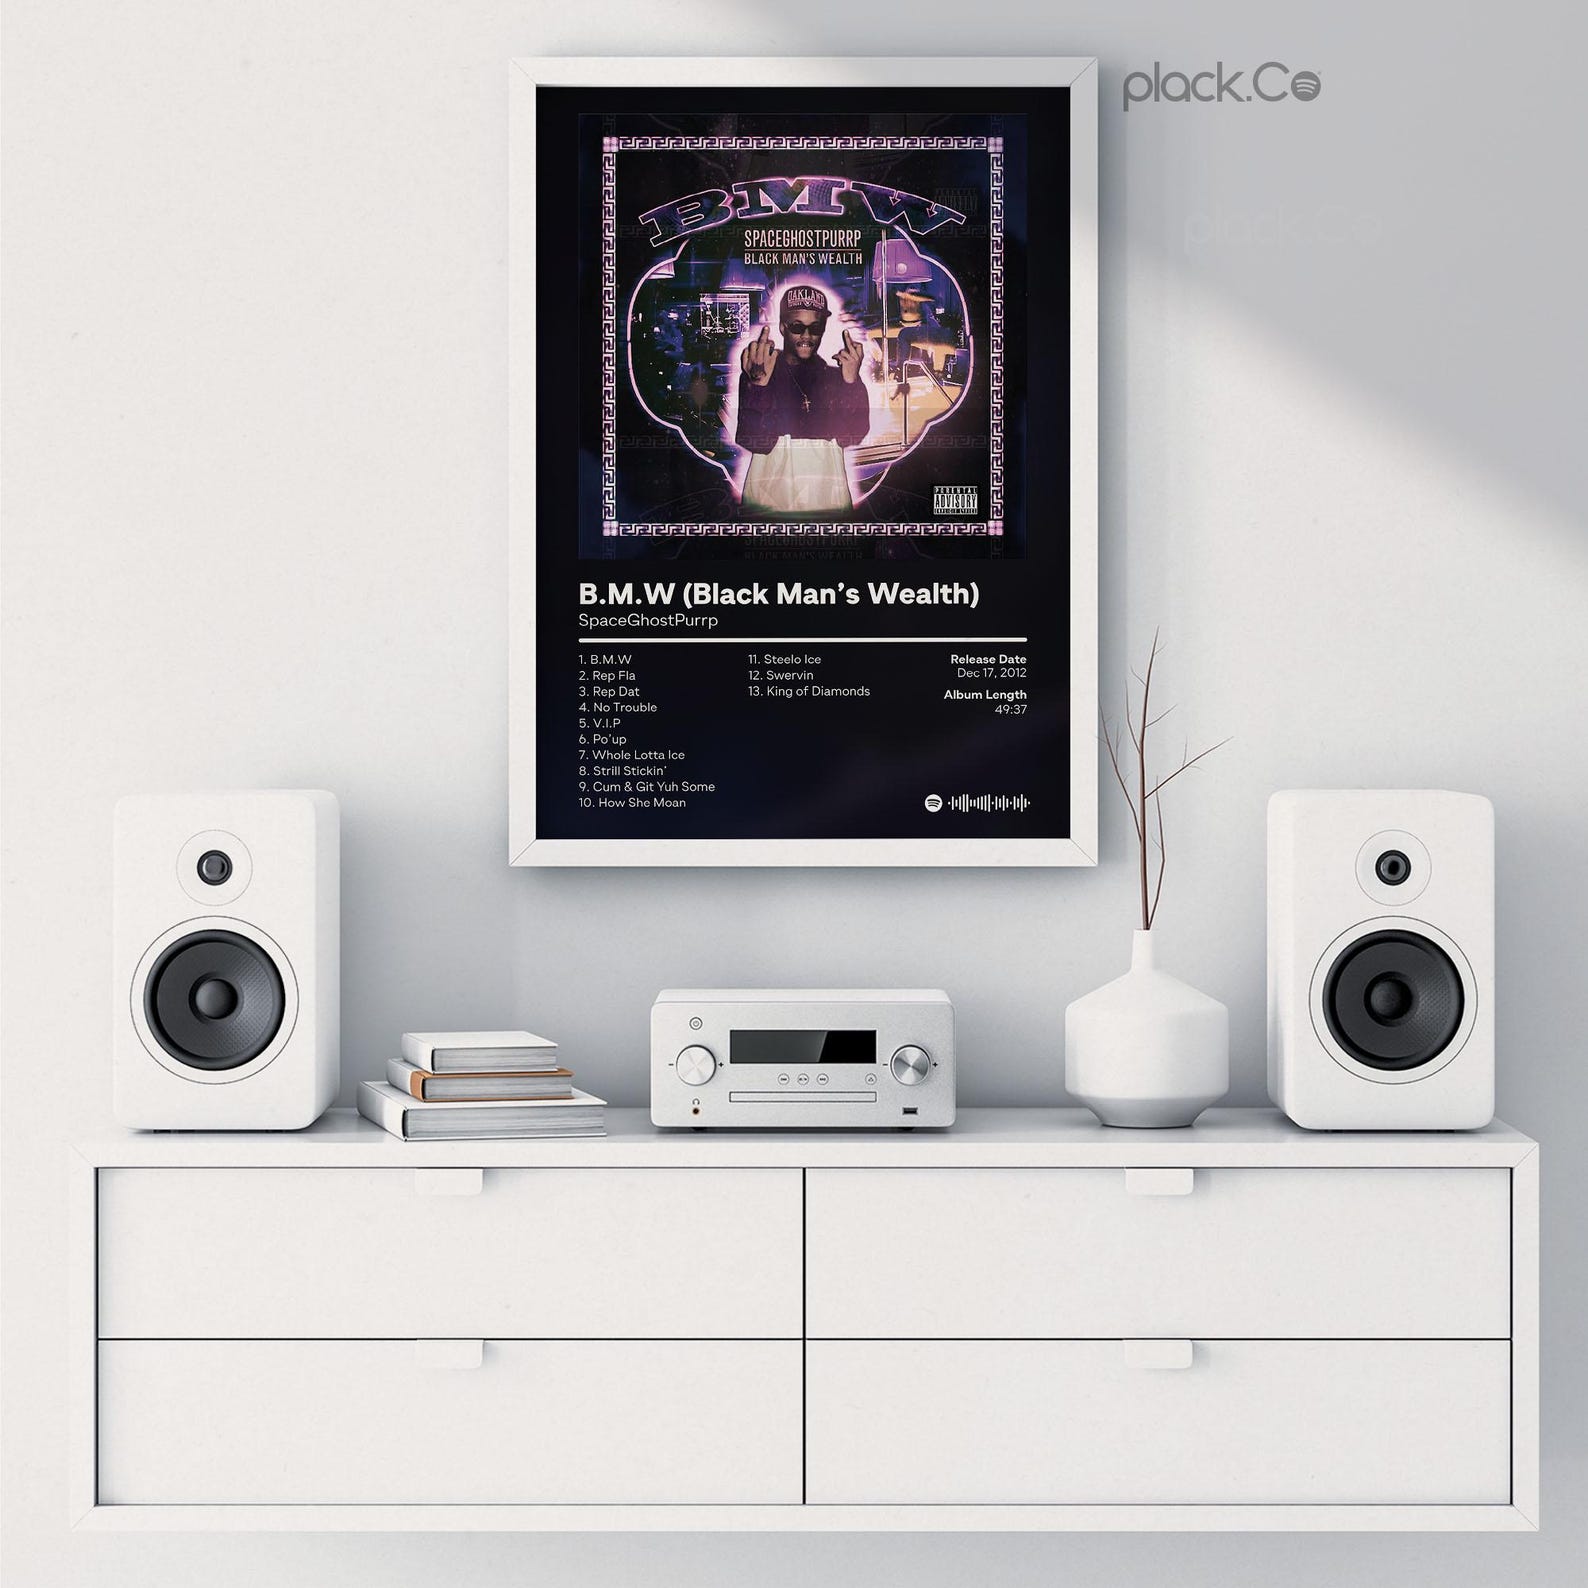 plack.Co
BMW
SPACEGHOSTPURRP
BLACK MAN'S WEALTH
OAKLAND
PARENTAL
ADVISORY
EXPLICIT LYRICS
B.M.W (Black Man's Wealth)
SpaceGhostPurrp
1. B.M.W
2. Rep Fla
3. Rep Dat
4. No Trouble
5. V.I.P
6. Po'up
7. Whole Lotta Ice
8. Strill Stickin'
9. Cum & Git Yuh Some
10. How She Moan
11. Steelo Ice
12. Swervin
13. King of Diamonds
Release Date
Dec 17, 2012
Album Length
49:37